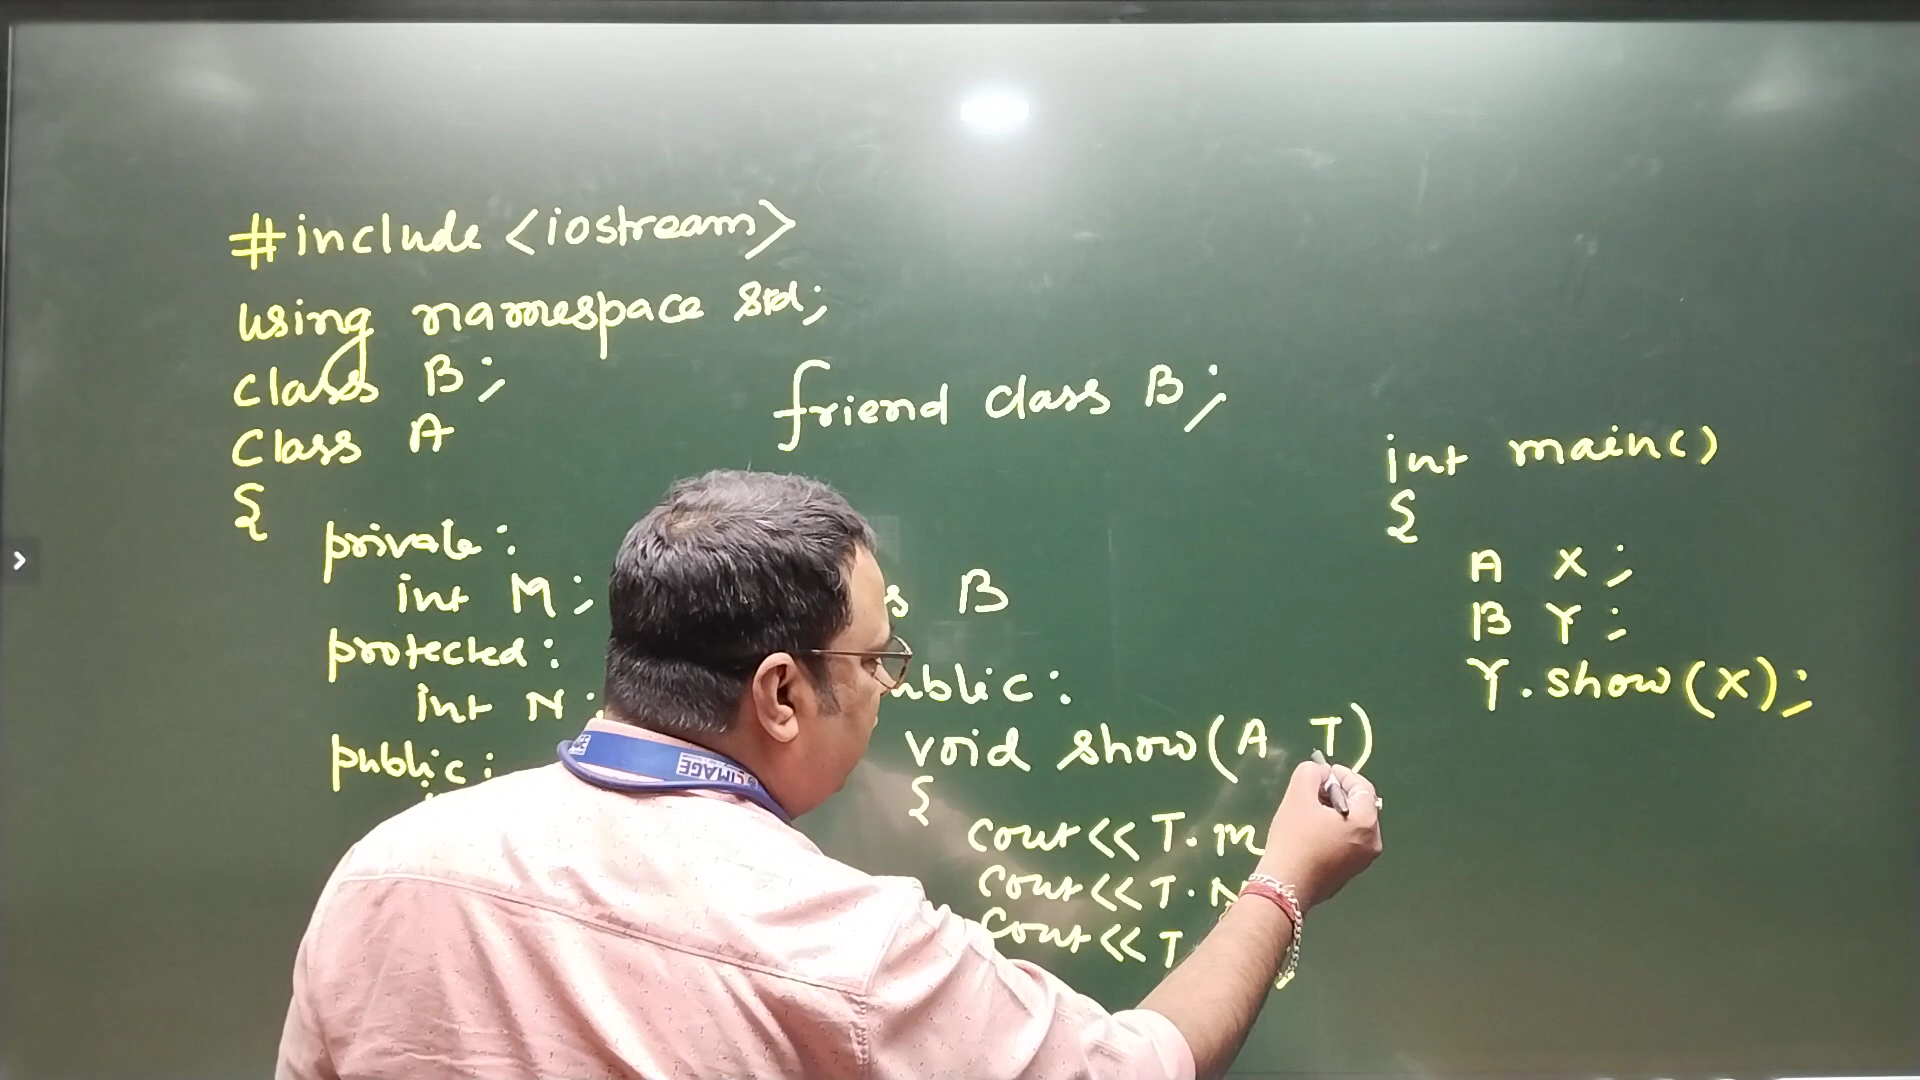 #include <iostream>
using namespace std;
class B;
class A
{
private:
int M;
protected:
int N;
public:
friend class B;
B
void show(A T)
{
cout<<T.M
cout<<T.N
cout<<T
int main()
{
A X;
B Y;
Y.show(X);